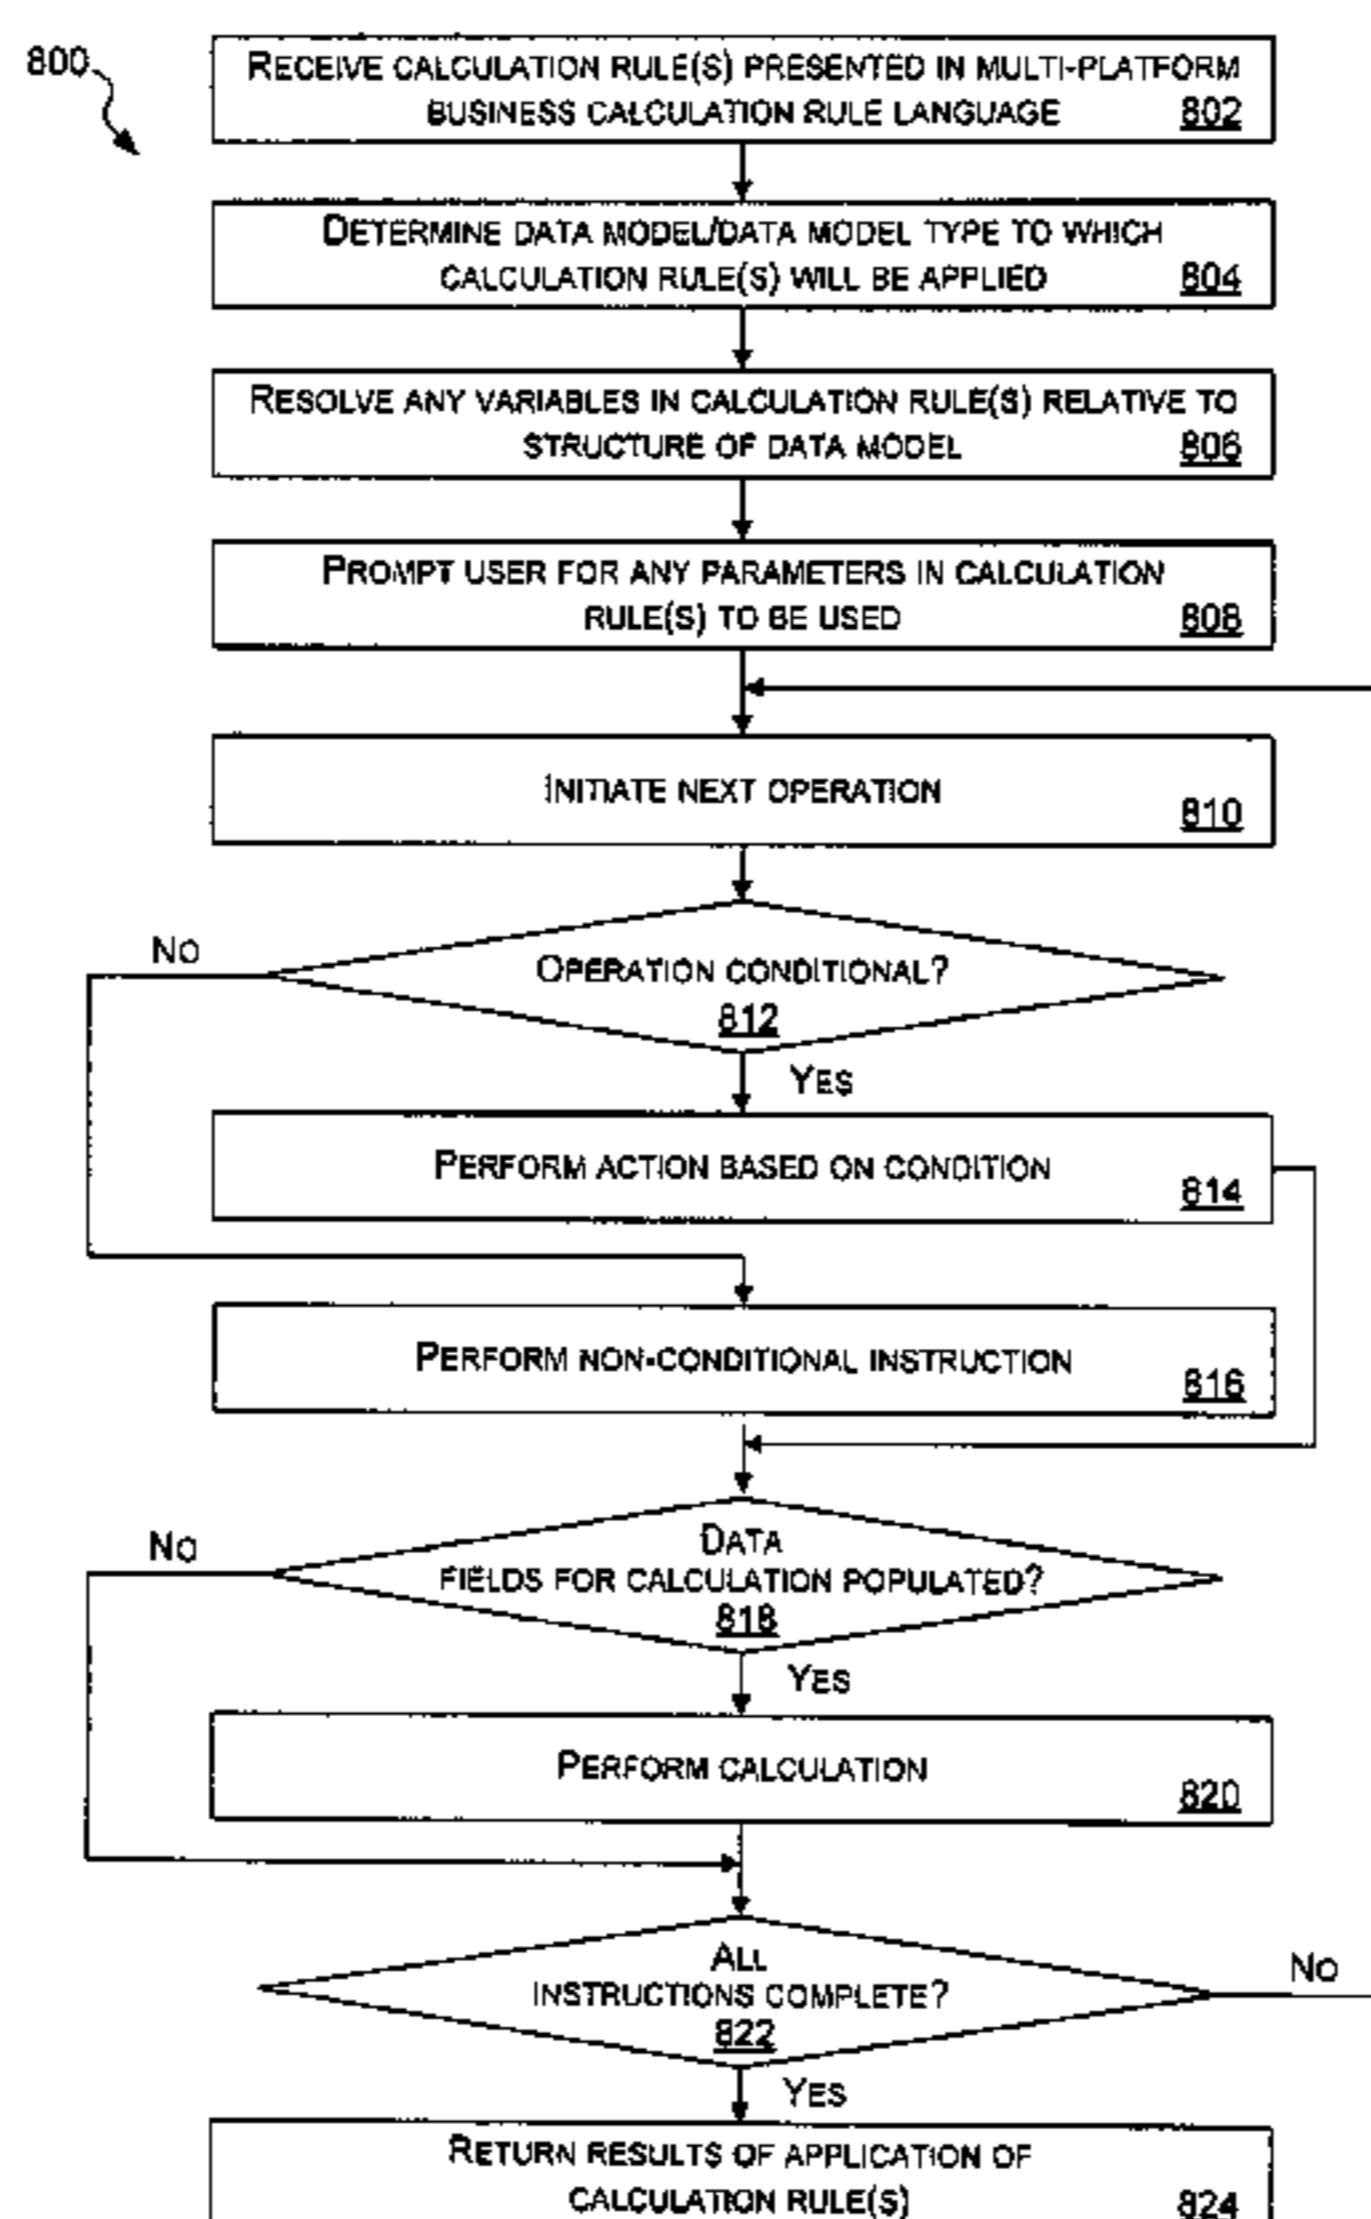 800
RECEIVE CALCULATION RULE(S) PRESENTED IN MULTI-PLATFORM
BUSINESS CALCULATION RULE LANGUAGE 802
DETERMINE DATA MODEL/DATA MODEL TYPE TO WHICH
CALCULATION RULE(S) WILL BE APPLIED 804
RESOLVE ANY VARIABLES IN CALCULATION RULE(S) RELATIVE TO
STRUCTURE OF DATA MODEL 806
PROMPT USER FOR ANY PARAMETERS IN CALCULATION
RULE(S) TO BE USED 808
INITIATE NEXT OPERATION
810
NO
OPERATION CONDITIONAL?
812
YES
PERFORM ACTION BASED ON CONDITION
814
PERFORM NON-CONDITIONAL INSTRUCTION
816
NO
DATA
FIELDS FOR CALCULATION POPULATED?
818
YES
PERFORM CALCULATION
820
ALL
INSTRUCTIONS COMPLETE?
822
NO
YES
RETURN RESULTS OF APPLICATION OF
CALCULATION RULE(S) 824